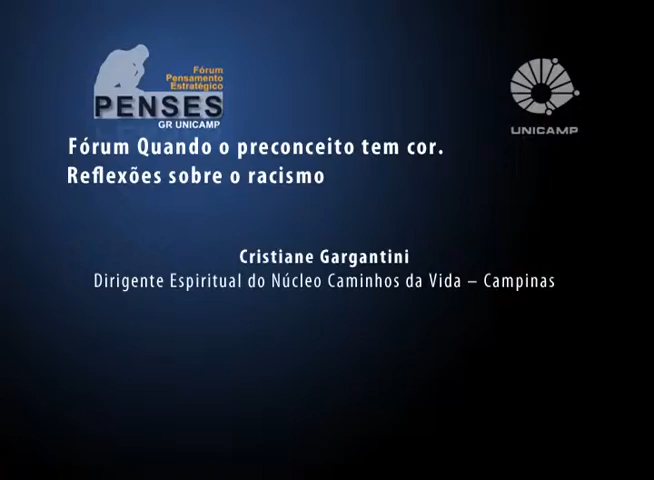 Fórum
Pensamento
Estratégico
PENSES
GR UNICAMP
UNICAMP
Fórum Quando o preconceito tem cor.
Reflexões sobre o racismo
Cristiane Gargantini
Dirigente Espiritual do Núcleo Caminhos da Vida – Campinas